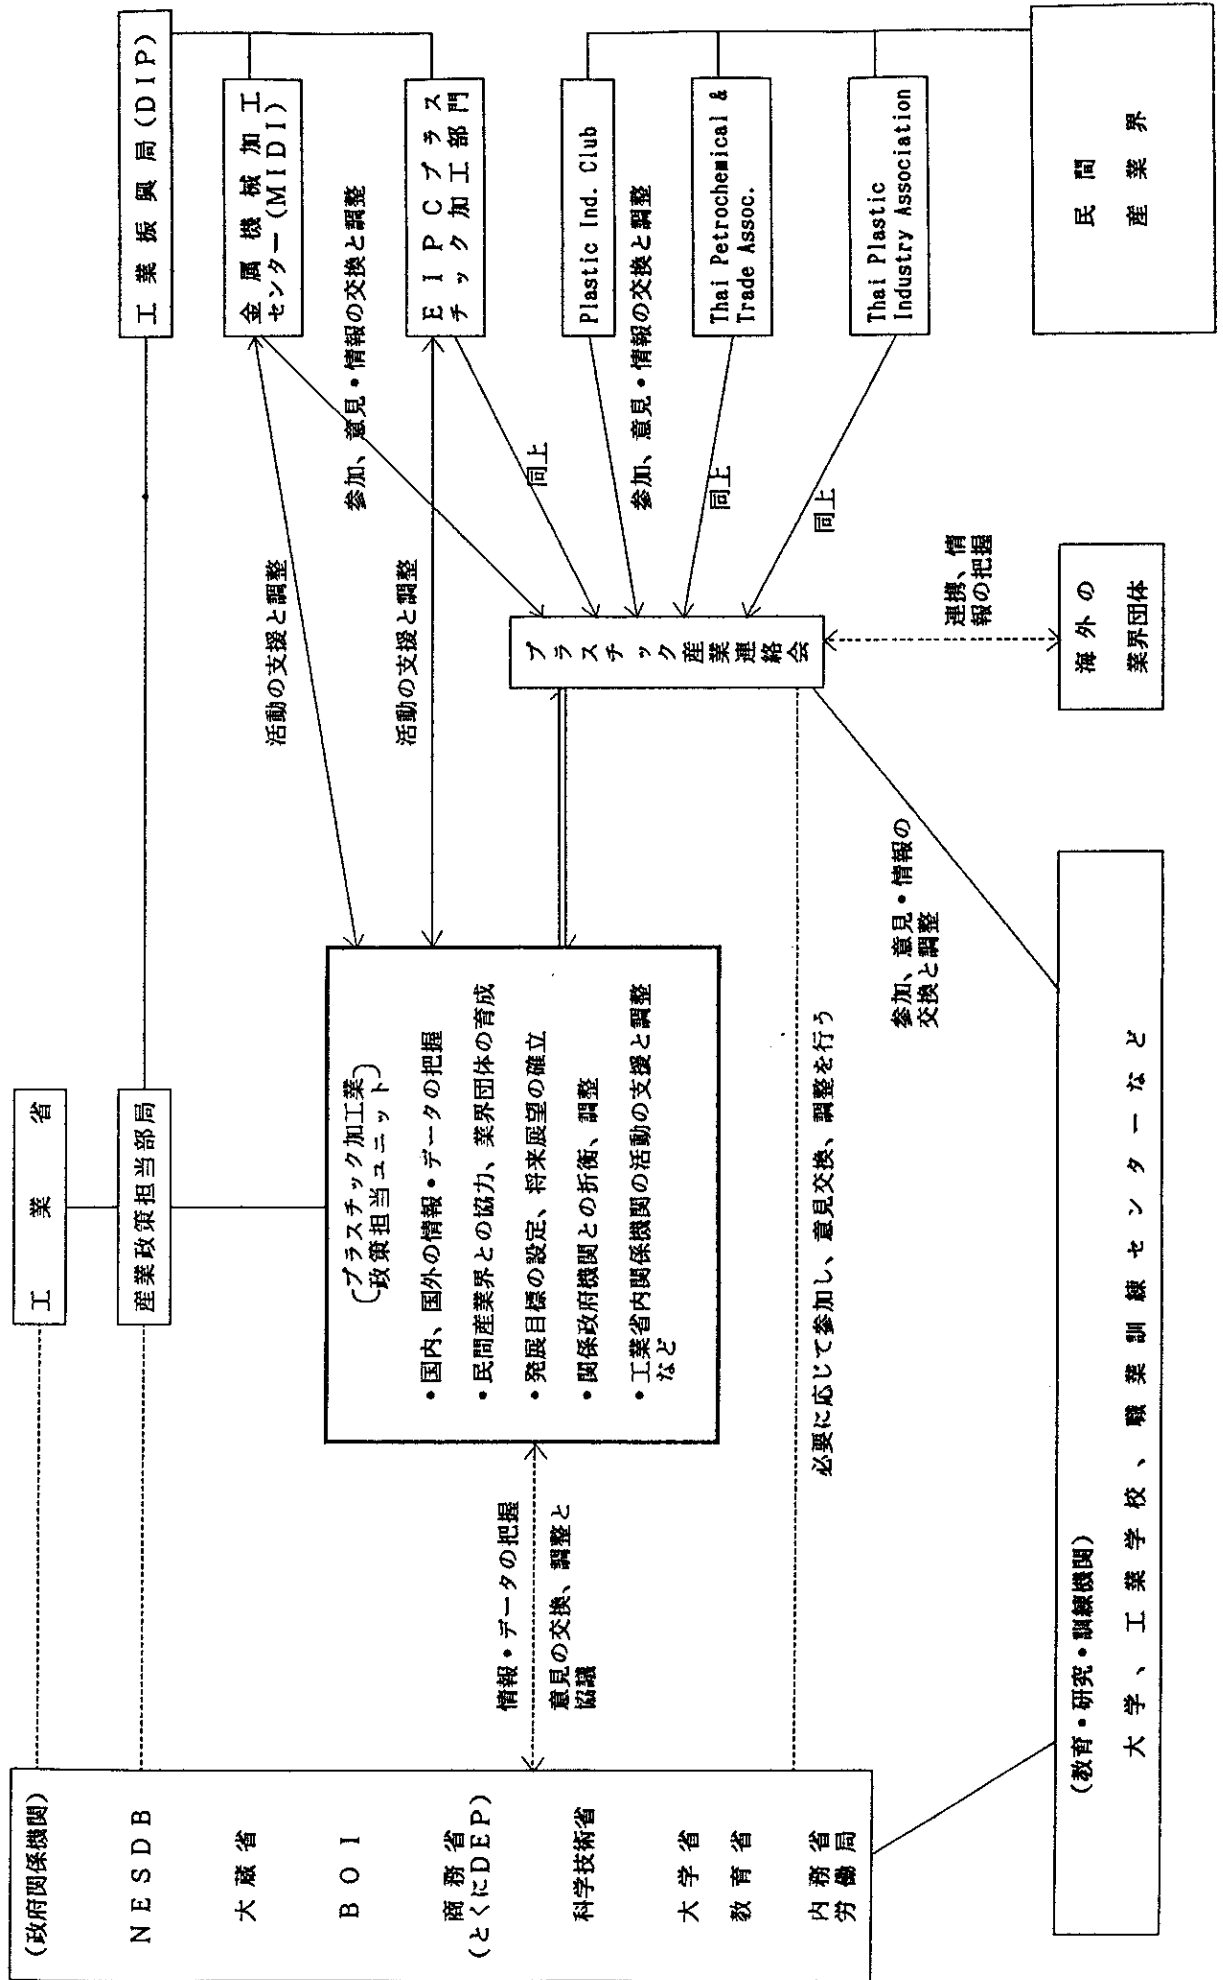 (政府関係機関)
NESDB
大蔵省
BOI
商務省
(とくにDEP)
科学技術省
大学省
教育省
内務省
労働局
工業省
産業政策担当部局
工業振興局(DIP)
金属機械加工
センター(MIDI)
EIPCプラス
チック加工部門
Plastic Ind. Club
Thai Petrochemical &
Trade Assoc.
Thai Plastic
Industry Association
民間
産業界
活動の支援と調整
活動の支援と調整
参加、意見・情報の交換と調整
同上
参加、意見・情報の交換と調整
同上
同上
(プラスチック加工業
政策担当ユニット)
・国内、国外の情報・データの把握
・民間産業界との協力、業界団体の育成
・発展目標の設定、将来展望の確立
・関係政府機関との折衝、調整
・工業省内関係機関の活動の支援と調整
など
情報・データの把握
意見の交換、調整と
協議
プラスチック産業連絡会
連携、情
報の把握
海外の
業界団体
必要に応じて参加し、意見交換、調整を行う
参加、意見・情報の
交換と調整
(教育・研究・訓練機関)
大学、工業学校、職業訓練センターなど